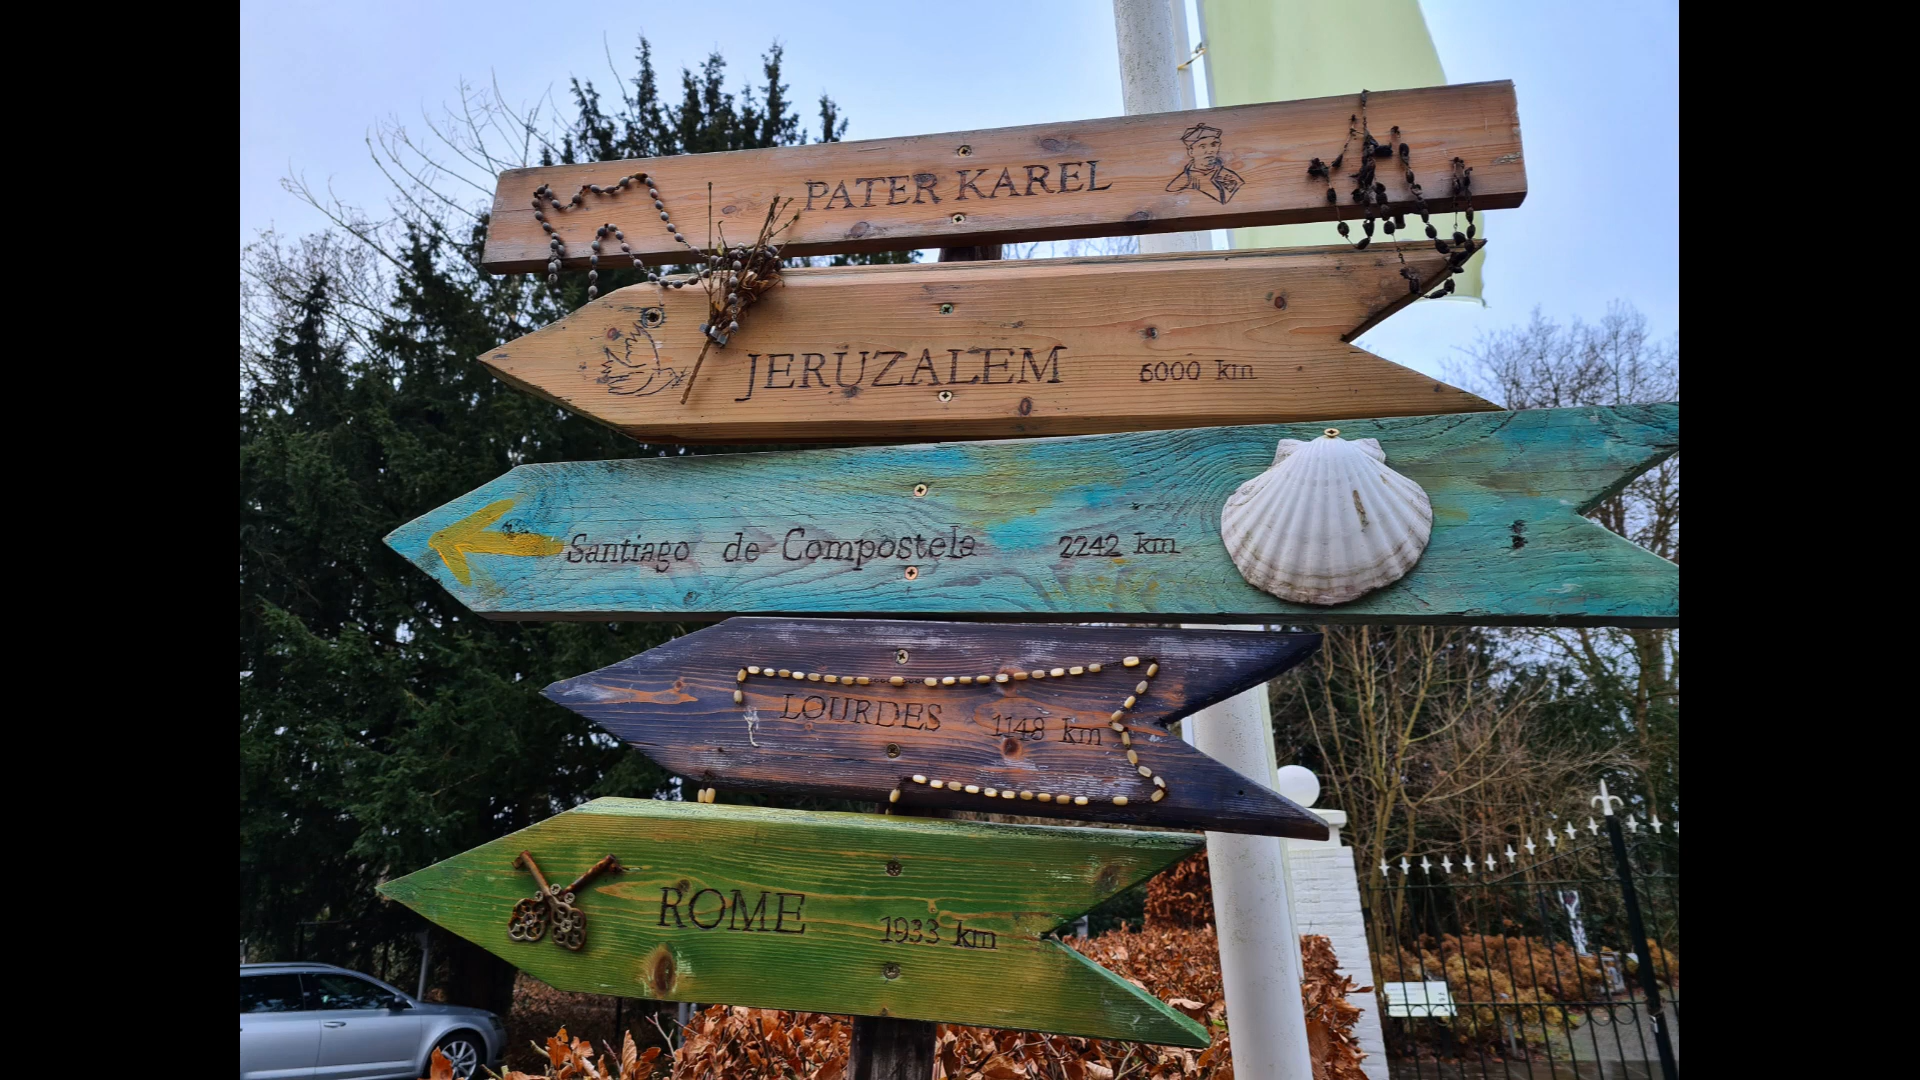 PATER KAREL
JERUZALEM 6000 km
Santiago de Compostela 2242 km
LOURDES 1148 km
ROME 1933 km